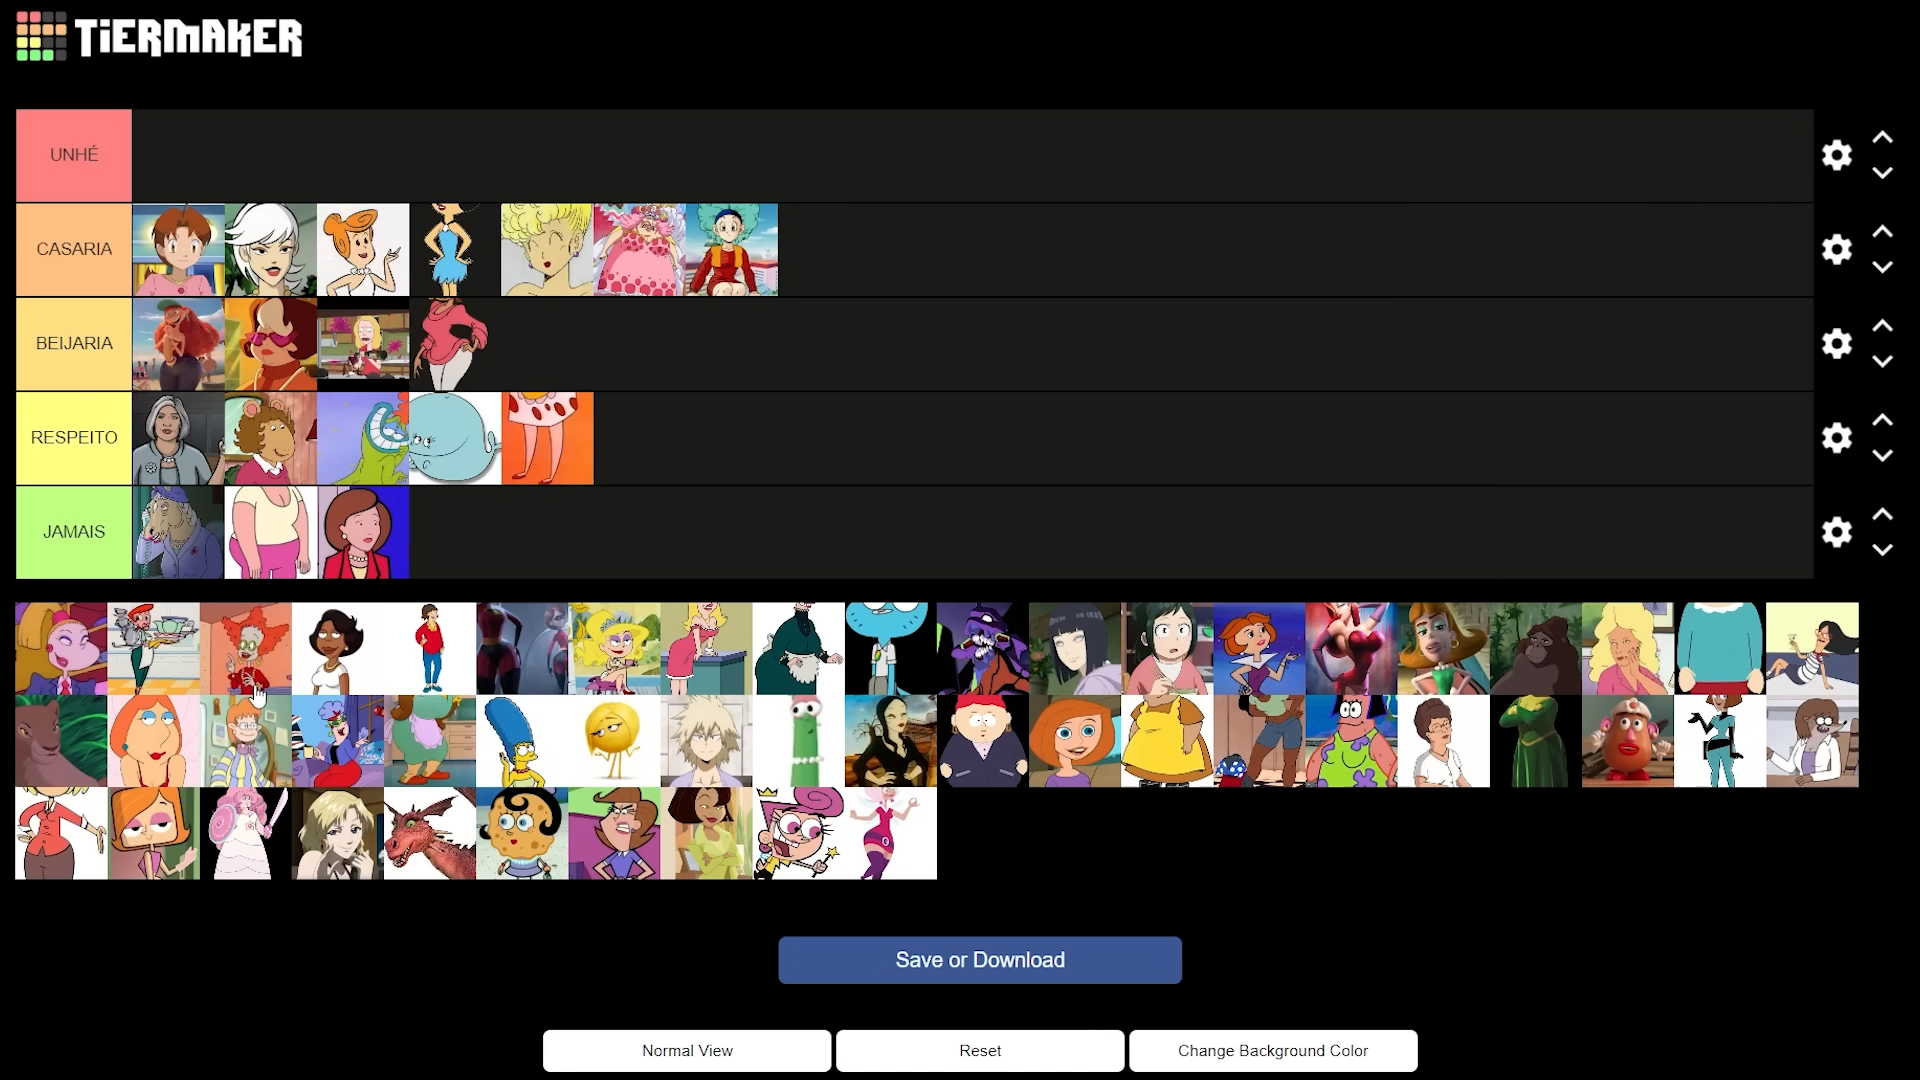 TiERMAKER
UNHÉ
CASARIA
BEIJARIA
RESPEITO
JAMAIS
Save or Download
Normal View
Reset
Change Background Color